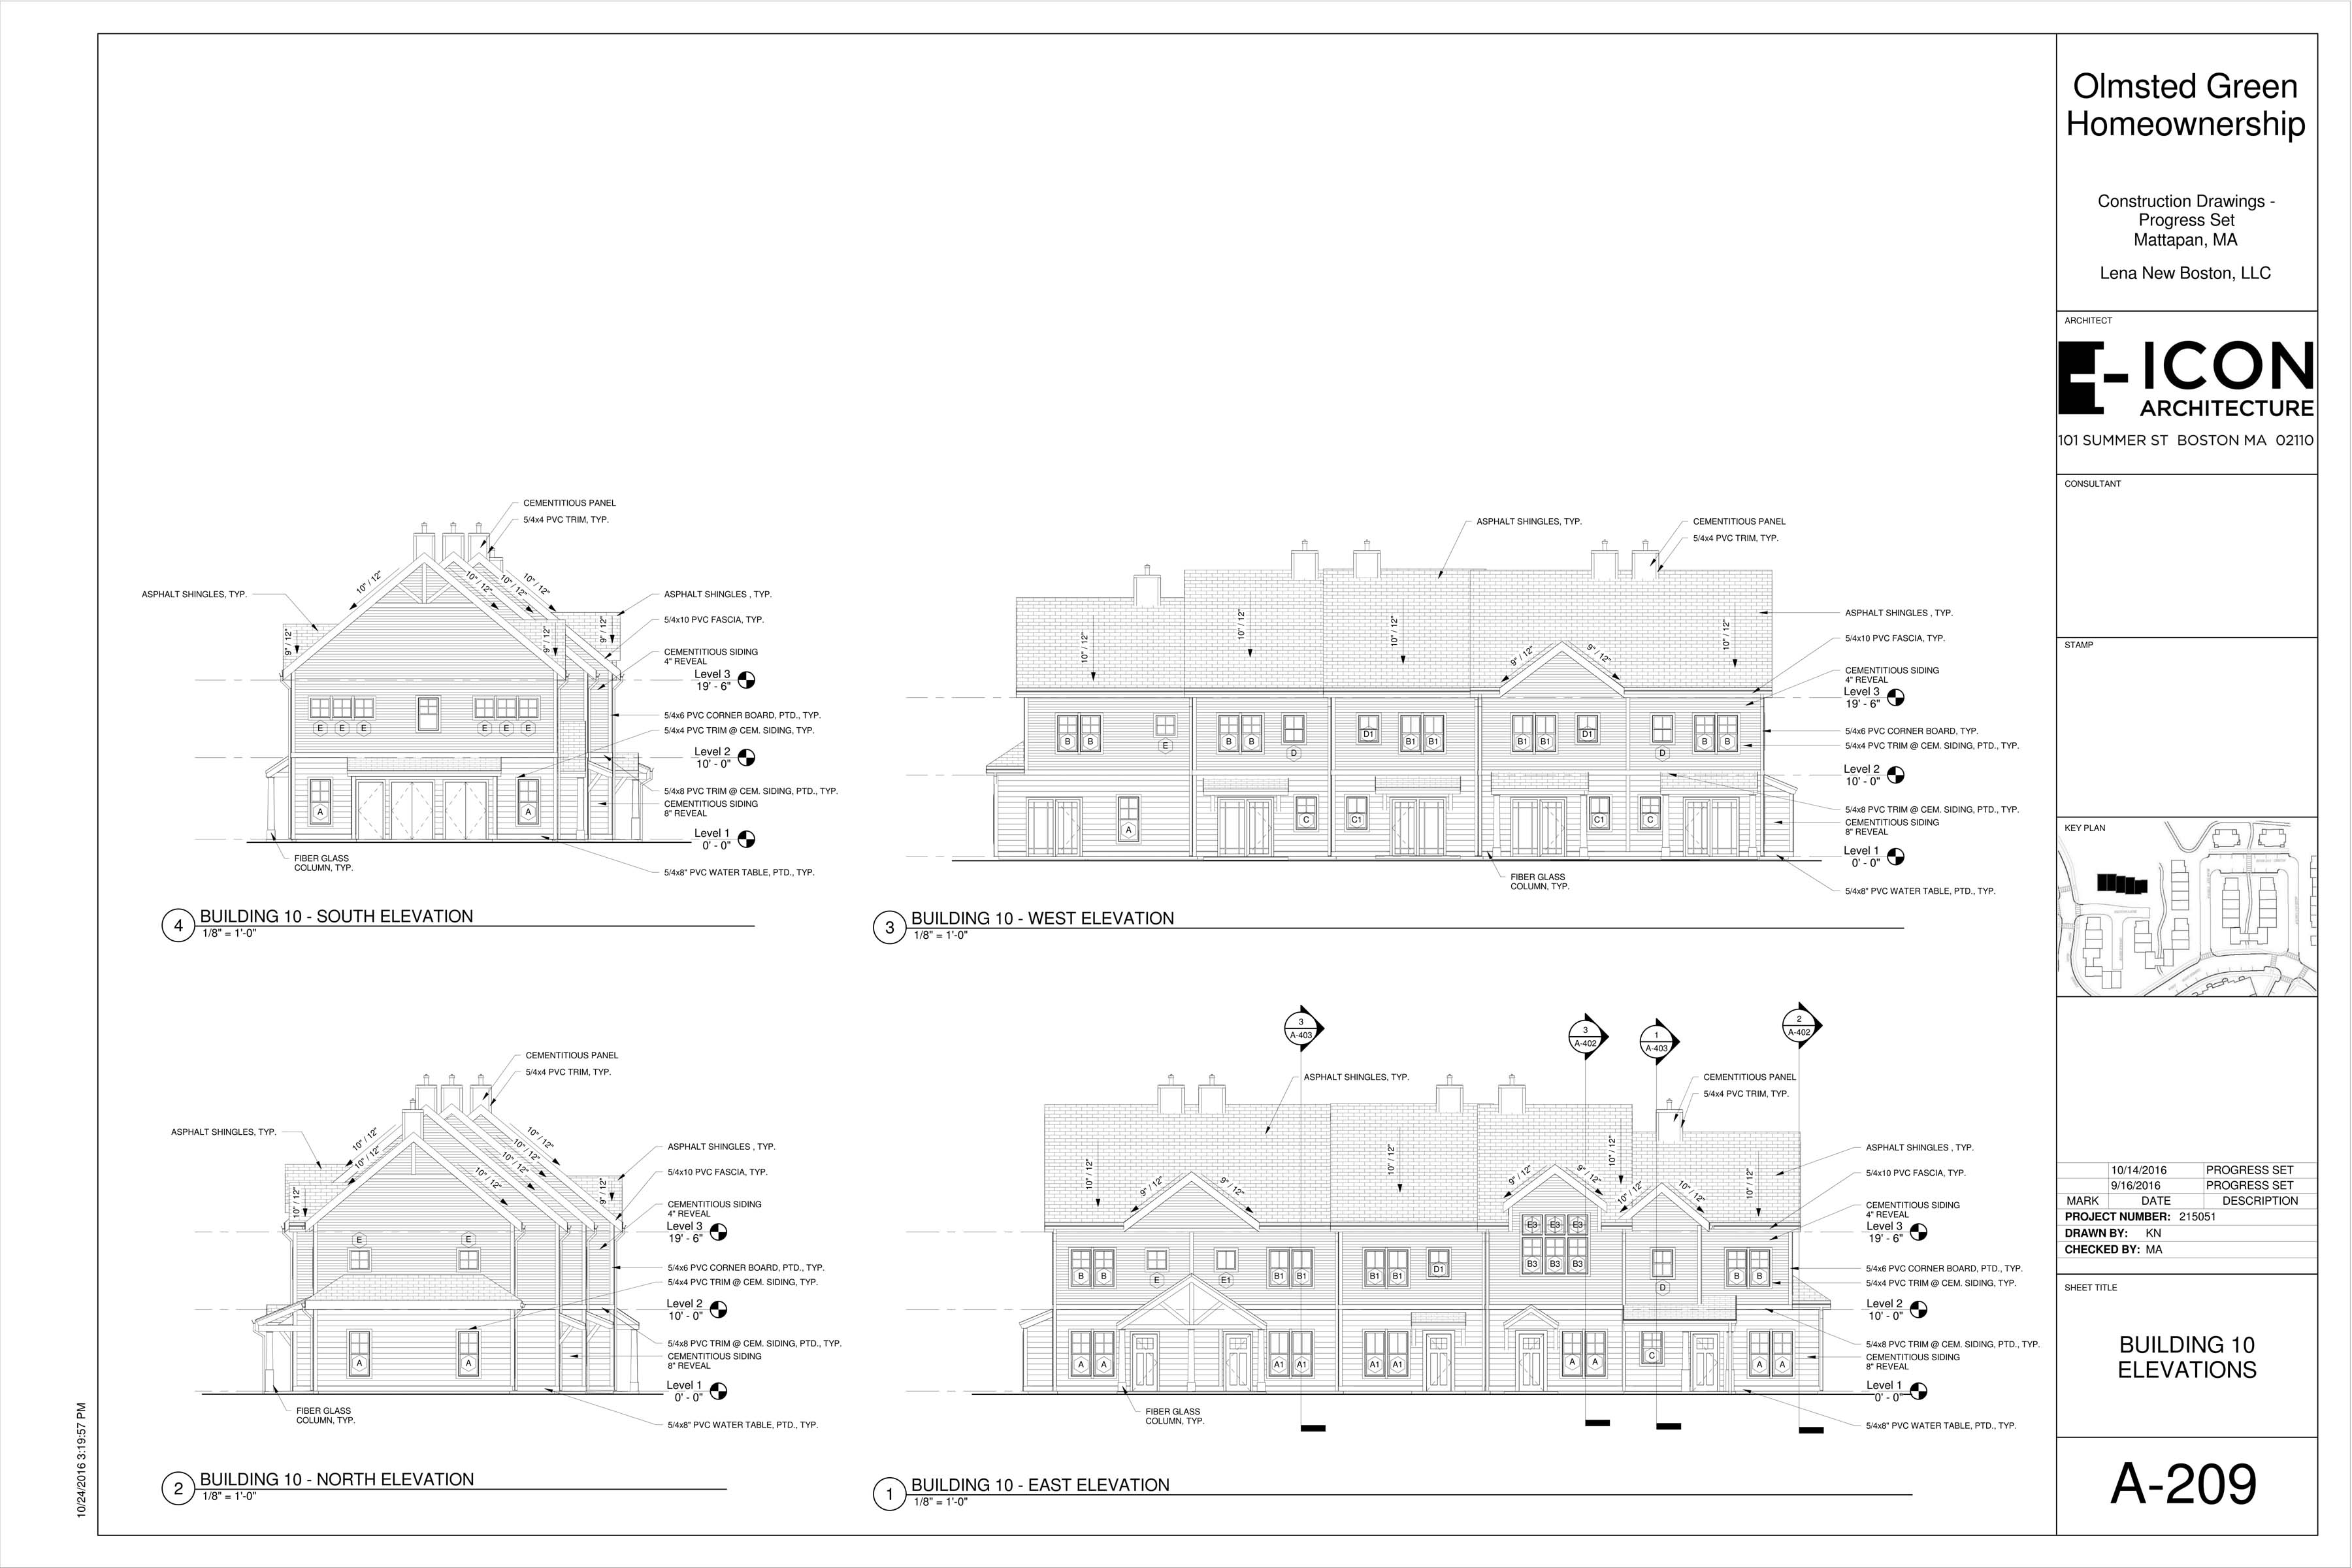 CEMENTITIOUS PANEL
5/4x4 PVC TRIM, TYP.
ASPHALT SHINGLES, TYP.
10" / 12"
10" / 12"
10" / 12"
10" / 12"
9" / 12"
9" / 12"
9" / 12"
ASPHALT SHINGLES , TYP.
5/4x10 PVC FASCIA, TYP.
CEMENTITIOUS SIDING
4" REVEAL
Level 3
19' - 6"
E E E E E E
5/4x6 PVC CORNER BOARD, PTD., TYP.
5/4x4 PVC TRIM @ CEM. SIDING, TYP.
Level 2
10' - 0"
5/4x8 PVC TRIM @ CEM. SIDING, PTD., TYP.
CEMENTITIOUS SIDING
8" REVEAL
A A
Level 1
0' - 0"
FIBER GLASS
COLUMN, TYP.
5/4x8" PVC WATER TABLE, PTD., TYP.
4 BUILDING 10 - SOUTH ELEVATION
1/8" = 1'-0"
ASPHALT SHINGLES, TYP.
CEMENTITIOUS PANEL
5/4x4 PVC TRIM, TYP.
10" / 12"
10" / 12"
10" / 12"
9" / 12"
9" / 12"
10" / 12"
ASPHALT SHINGLES , TYP.
5/4x10 PVC FASCIA, TYP.
CEMENTITIOUS SIDING
4" REVEAL
Level 3
19' - 6"
B B E B B D D1 B1 B1 B1 B1 D1 D B B
5/4x6 PVC CORNER BOARD, TYP.
5/4x4 PVC TRIM @ CEM. SIDING, PTD., TYP.
Level 2
10' - 0"
5/4x8 PVC TRIM @ CEM. SIDING, PTD., TYP.
CEMENTITIOUS SIDING
8" REVEAL
A C C1 C1 C
Level 1
0' - 0"
FIBER GLASS
COLUMN, TYP.
5/4x8" PVC WATER TABLE, PTD., TYP.
3 BUILDING 10 - WEST ELEVATION
1/8" = 1'-0"
CEMENTITIOUS PANEL
5/4x4 PVC TRIM, TYP.
ASPHALT SHINGLES, TYP.
10" / 12"
10" / 12"
10" / 12"
10" / 12"
10" / 12"
10" / 12"
10" / 12"
9" / 12"
ASPHALT SHINGLES , TYP.
5/4x10 PVC FASCIA, TYP.
CEMENTITIOUS SIDING
4" REVEAL
Level 3
19' - 6"
E E
5/4x6 PVC CORNER BOARD, PTD., TYP.
5/4x4 PVC TRIM @ CEM. SIDING, TYP.
Level 2
10' - 0"
5/4x8 PVC TRIM @ CEM. SIDING, PTD., TYP.
CEMENTITIOUS SIDING
8" REVEAL
A A
Level 1
0' - 0"
FIBER GLASS
COLUMN, TYP.
5/4x8" PVC WATER TABLE, PTD., TYP.
2 BUILDING 10 - NORTH ELEVATION
1/8" = 1'-0"
3
A-403
3
A-402
1
A-403
2
A-402
ASPHALT SHINGLES, TYP.
CEMENTITIOUS PANEL
5/4x4 PVC TRIM, TYP.
10" / 12"
9" / 12"
9" / 12"
10" / 12"
9" / 12"
9" / 12"
10" / 12"
10" / 12"
10" / 12"
10" / 12"
ASPHALT SHINGLES , TYP.
5/4x10 PVC FASCIA, TYP.
CEMENTITIOUS SIDING
4" REVEAL
Level 3
19' - 6"
E3 E3 E3
B B E E1 B1 B1 B1 B1 D1 B3 B3 B3 D B B
5/4x6 PVC CORNER BOARD, PTD., TYP.
5/4x4 PVC TRIM @ CEM. SIDING, PTD., TYP.
Level 2
10' - 0"
5/4x8 PVC TRIM @ CEM. SIDING, PTD., TYP.
CEMENTITIOUS SIDING
8" REVEAL
A A A1 A1 A1 A1 A A C A A
Level 1
0' - 0"
FIBER GLASS
COLUMN, TYP.
5/4x8" PVC WATER TABLE, PTD., TYP.
1 BUILDING 10 - EAST ELEVATION
1/8" = 1'-0"
10/24/2016 3:19:57 PM
Olmsted Green
Homeownership
Construction Drawings -
Progress Set
Mattapan, MA
Lena New Boston, LLC
ARCHITECT
ICON
ARCHITECTURE
101 SUMMER ST BOSTON MA 02110
CONSULTANT
STAMP
KEY PLAN
10/14/2016 PROGRESS SET
9/16/2016 PROGRESS SET
MARK DATE DESCRIPTION
PROJECT NUMBER: 215051
DRAWN BY: KN
CHECKED BY: MA
SHEET TITLE
BUILDING 10
ELEVATIONS
A-209